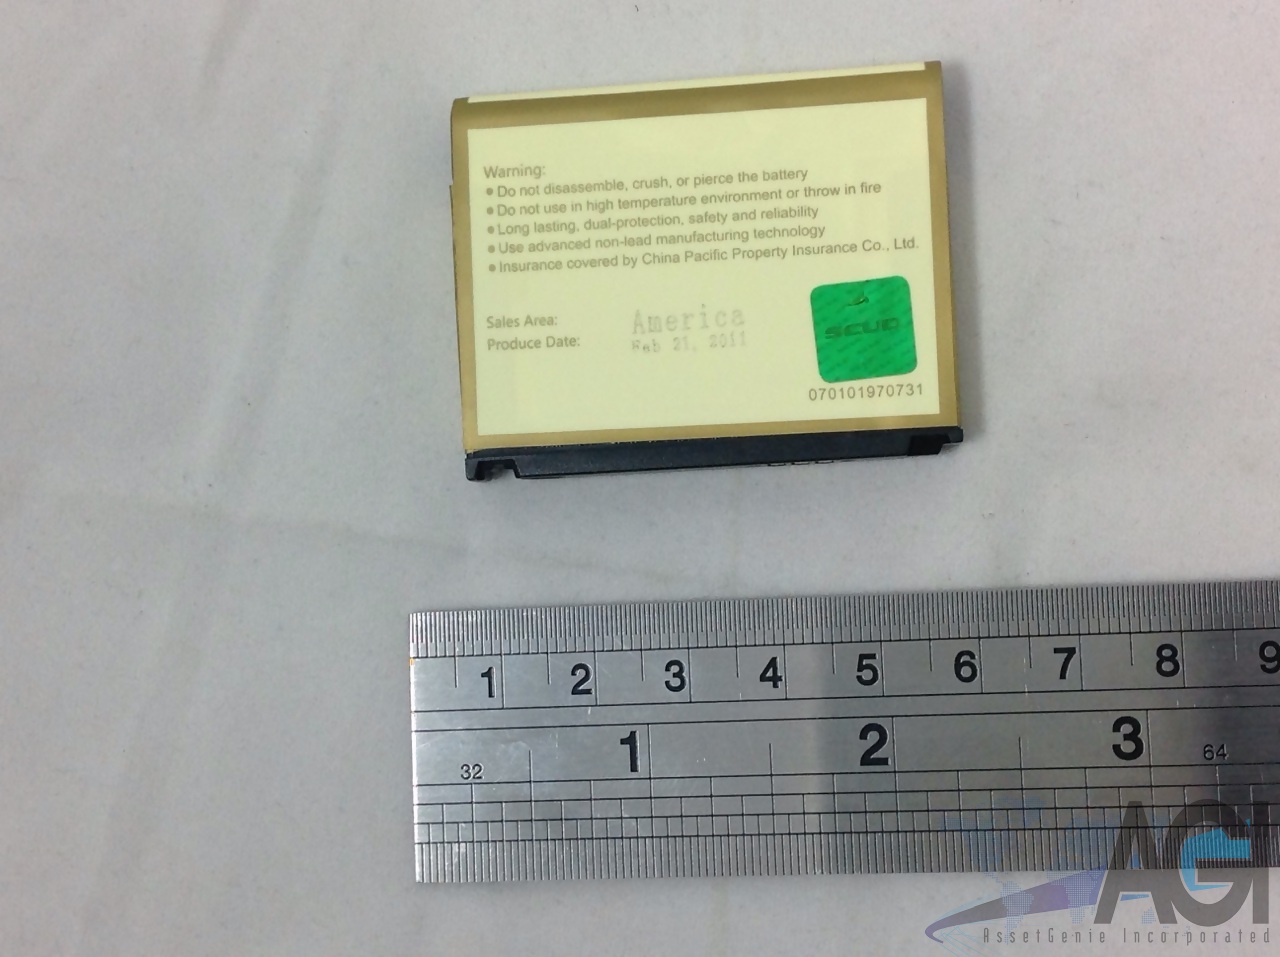 Warning:
• Do not disassemble, crush, or pierce the battery
• Do not use in high temperature environment or throw in fire
• Long lasting, dual-protection, safety and reliability
• Use advanced non-lead manufacturing technology
• Insurance covered by China Pacific Property Insurance Co., Ltd.
Sales Area: America
Produce Date: Feb 21, 2011
SCUD
070101970731
1 2 3 4 5 6 7 8 9
1 2 3
32 64
AGI
AssetGenie Incorporated